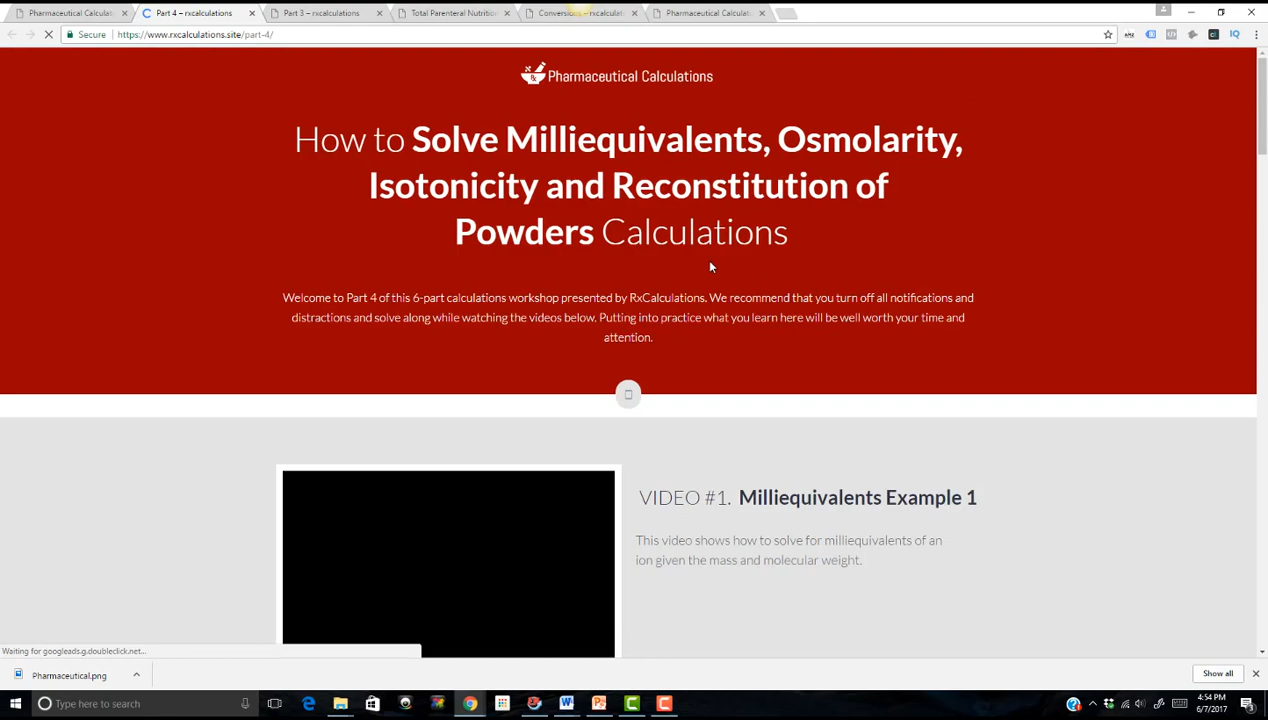 Pharmaceutical Calculati
Part 4 – rxcalculations
Part 3 – rxcalculations
Total Parenteral Nutrition
Conversions – rxcalculati
Pharmaceutical Calculati
Secure
https://www.rxcalculations.site/part-4/
Pharmaceutical Calculations
How to Solve Milliequivalents, Osmolarity,
Isotonicity and Reconstitution of
Powders Calculations
Welcome to Part 4 of this 6-part calculations workshop presented by RxCalculations. We recommend that you turn off all notifications and
distractions and solve along while watching the videos below. Putting into practice what you learn here will be well worth your time and
attention.
VIDEO #1. Milliequivalents Example 1
This video shows how to solve for milliequivalents of an
ion given the mass and molecular weight.
Waiting for googleads.g.doubleclick.net...
Pharmaceutical.png
Show all
Type here to search
4:54 PM
6/7/2017